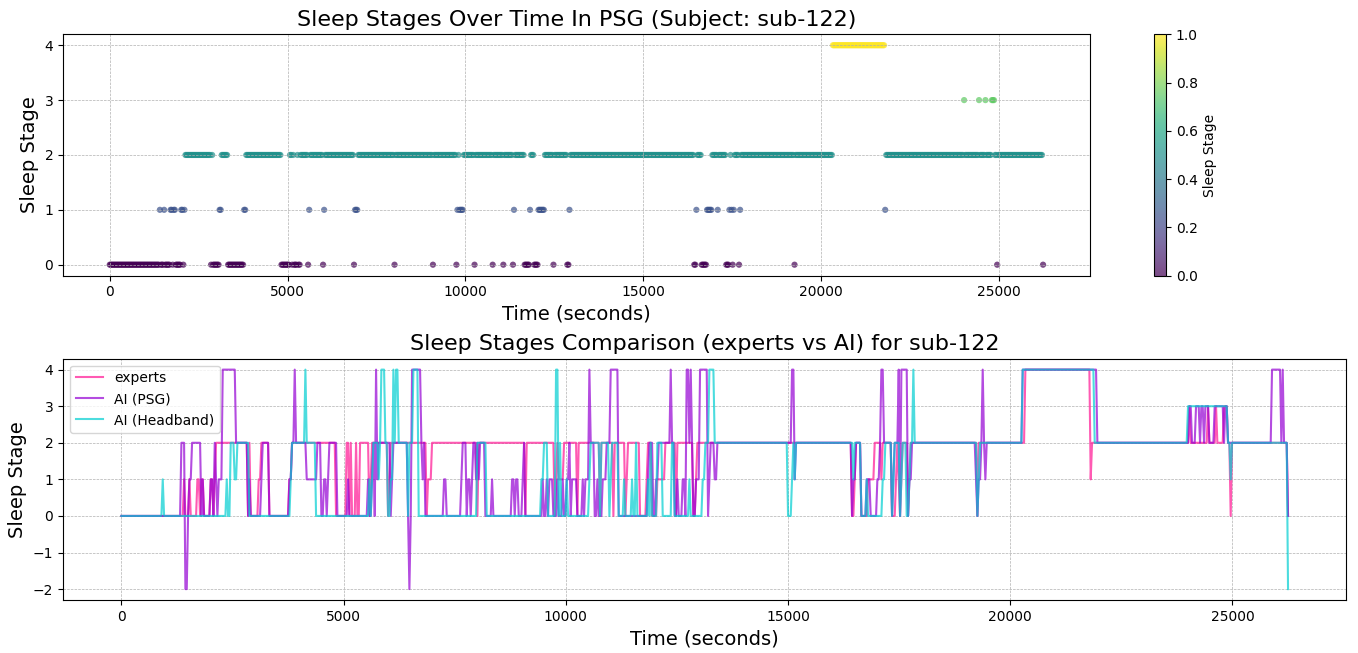 Sleep Stages Over Time In PSG (Subject: sub-122)
Sleep Stage
4
3
2
1
0
0 5000 10000 15000 20000 25000
Time (seconds)
1.0
0.8
0.6
0.4
0.2
0.0
Sleep Stage
Sleep Stages Comparison (experts vs AI) for sub-122
Sleep Stage
4
3
2
1
0
−1
−2
experts
AI (PSG)
AI (Headband)
0 5000 10000 15000 20000 25000
Time (seconds)